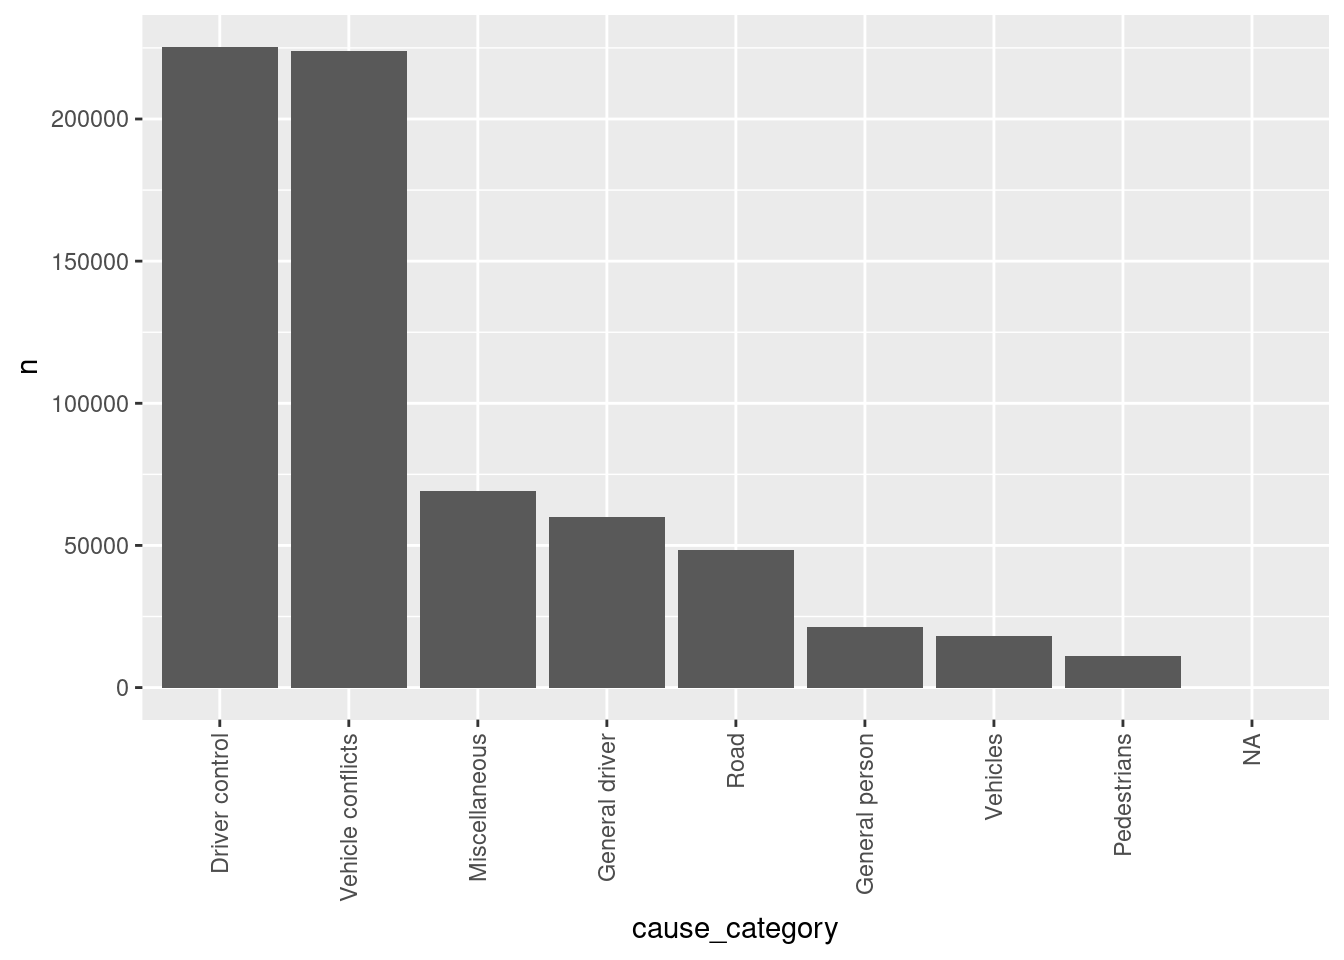 200000
150000
100000
50000
0
n
Driver control
Vehicle conflicts
Miscellaneous
General driver
Road
General person
Vehicles
Pedestrians
NA
cause_category